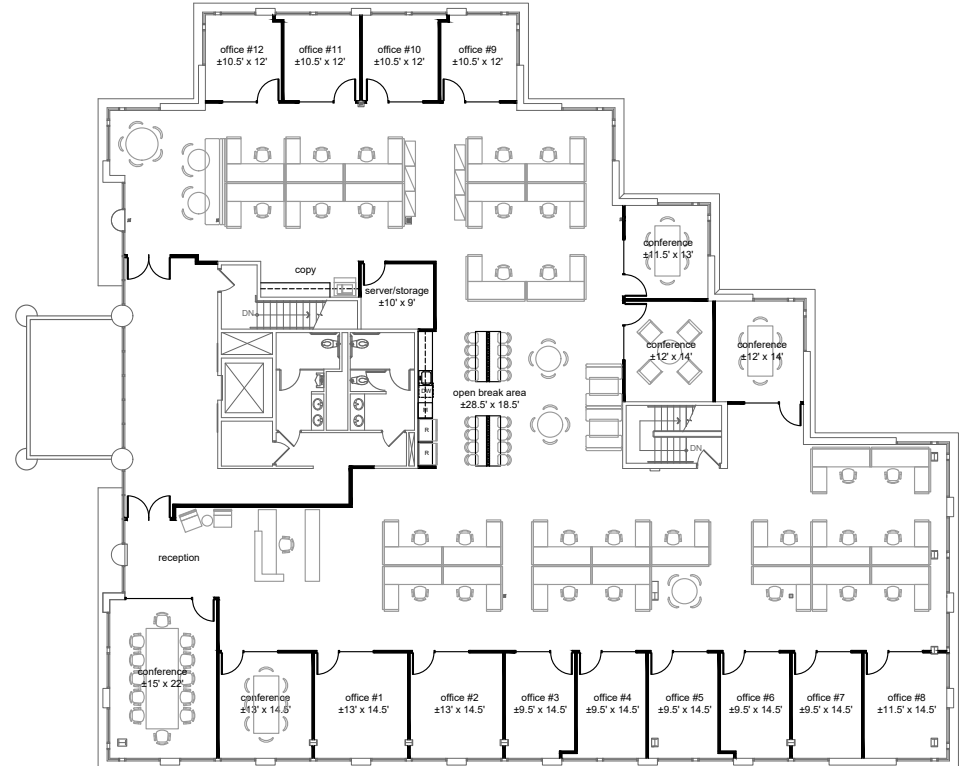 office #12
±10.5' x 12'
office #11
±10.5' x 12'
office #10
±10.5' x 12'
office #9
±10.5' x 12'
conference
±11.5' x 13'
copy
server/storage
±10' x 9'
DN
conference
±12' x 14'
conference
±12' x 14'
DW
open break area
±28.5' x 18.5'
R
R
DN
reception
conference
±15' x 22'
conference
±13' x 14.5'
office #1
±13' x 14.5'
office #2
±13' x 14.5'
office #3
±9.5' x 14.5'
office #4
±9.5' x 14.5'
office #5
±9.5' x 14.5'
office #6
±9.5' x 14.5'
office #7
±9.5' x 14.5'
office #8
±11.5' x 14.5'